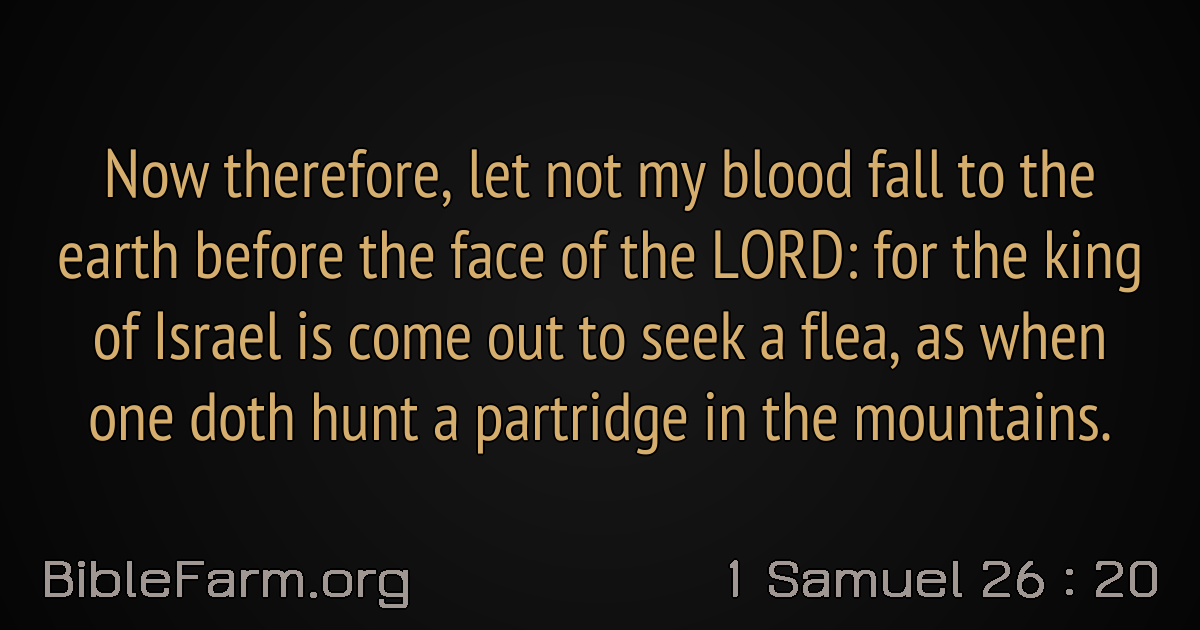 Now therefore, let not my blood fall to the
earth before the face of the LORD: for the king
of Israel is come out to seek a flea, as when
one doth hunt a partridge in the mountains.
BibleFarm.org
1 Samuel 26 : 20